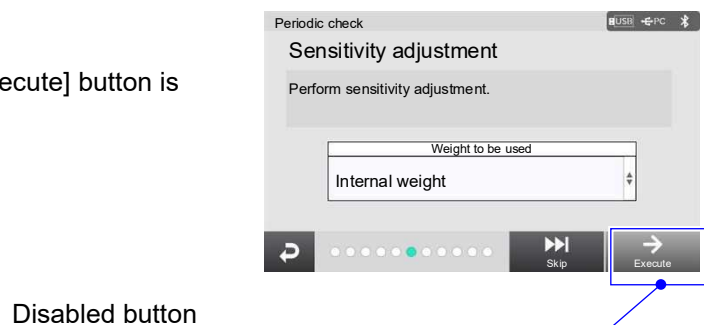 Periodic check
USB PC
Sensitivity adjustment
ecute] button is
Perform sensitivity adjustment.
Weight to be used
Internal weight
Skip
Execute
Disabled button